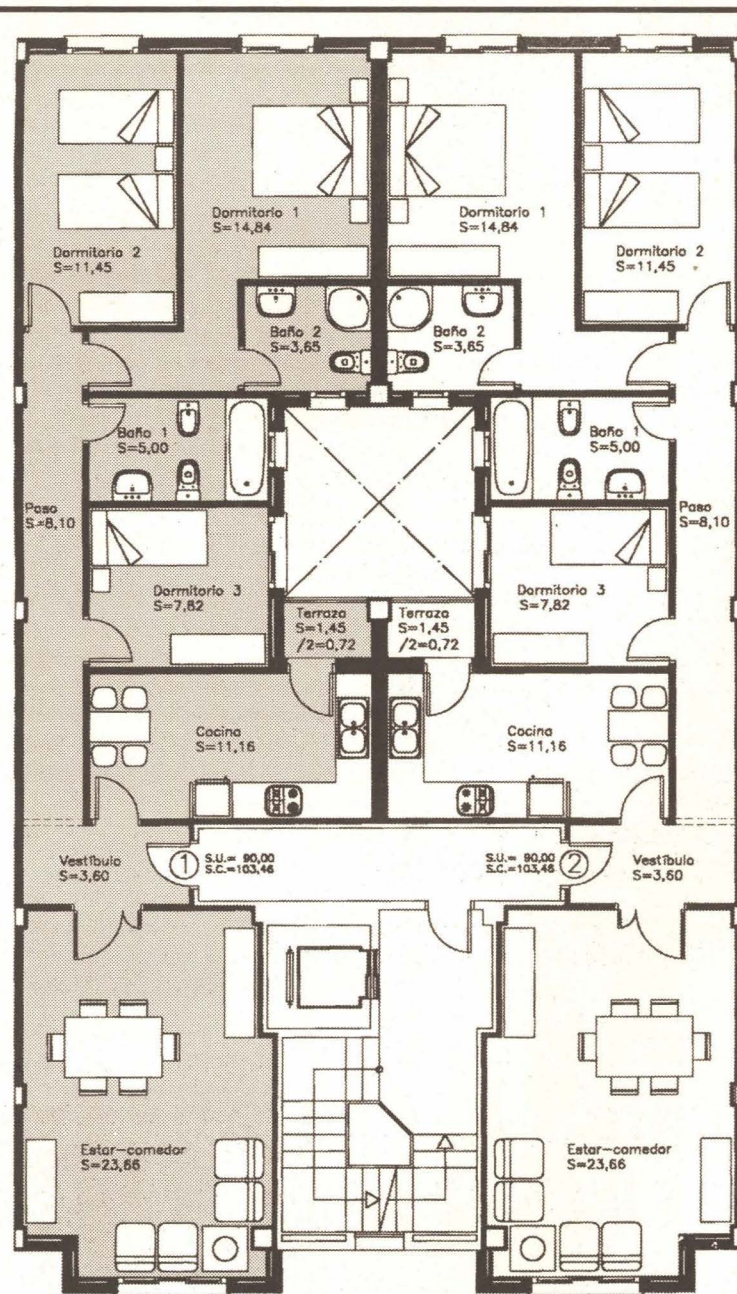 Dormitorio 1
S=14,84
Dormitorio 1
S=14,84
Dormitorio 2
S=11,45
Dormitorio 2
S=11,45
Baño 2
S=3,65
Baño 2
S=3,65
Baño 1
S=5,00
Baño 1
S=5,00
Paso
S=8,10
Paso
S=8,10
Dormitorio 3
S=7,82
Dormitorio 3
S=7,82
Terraza
S=1,45
/2=0,72
Terraza
S=1,45
/2=0,72
Cocina
S=11,16
Cocina
S=11,16
Vestíbulo
S=3,60
1
S.U.= 90,00
S.C.=103,46
S.U.= 90,00
S.C.=103,46
2
Vestíbulo
S=3,60
Estar-comedor
S=23,66
Estar-comedor
S=23,66